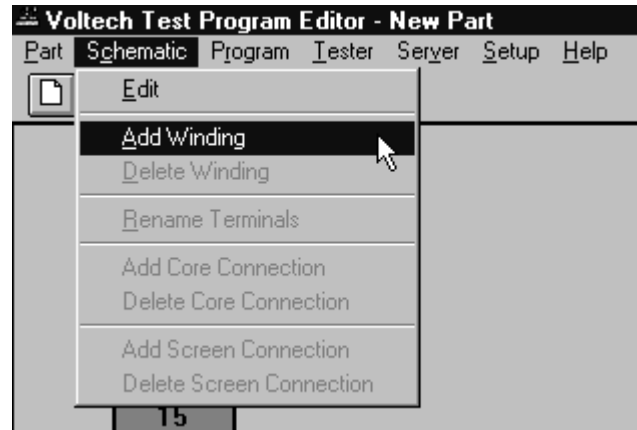 Voltech Test Program Editor - New Part
Part Schematic Program Tester Server Setup Help
Edit
Add Winding
Delete Winding
Rename Terminals
Add Core Connection
Delete Core Connection
Add Screen Connection
Delete Screen Connection
15